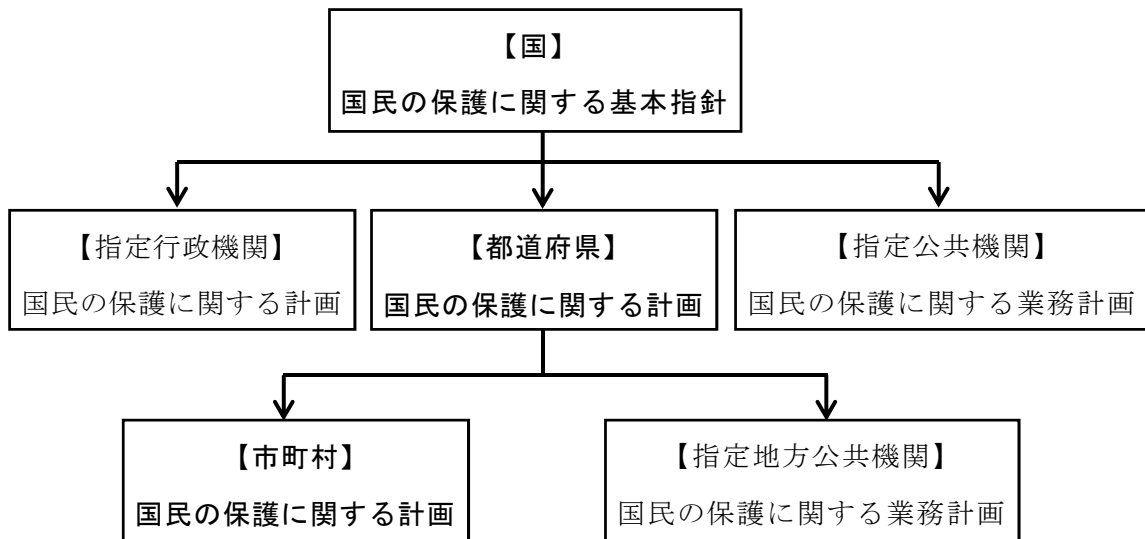 【国】
国民の保護に関する基本指針
【指定行政機関】
国民の保護に関する計画
【都道府県】
国民の保護に関する計画
【指定公共機関】
国民の保護に関する業務計画
【市町村】
国民の保護に関する計画
【指定地方公共機関】
国民の保護に関する業務計画